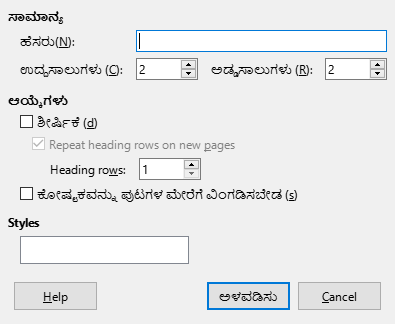 ಸಾಮಾನ್ಯ
ಹೆಸರು(N):
ಉದ್ದಸಾಲುಗಳು (C): 2 ಅಡ್ಡಸಾಲುಗಳು (R): 2
ಆಯ್ಕೆಗಳು
ಶೀರ್ಷಿಕೆ (d)
Repeat heading rows on new pages
Heading rows: 1
ಕೋಷ್ಟಕವನ್ನು ಪುಟಗಳ ಮೇರೆಗೆ ವಿಂಗಡಿಸಬೇಡ (s)
Styles
Help ಅಳವಡಿಸು Cancel